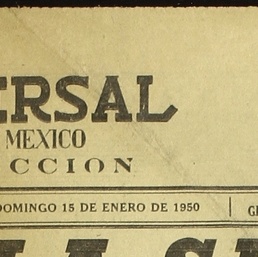 ERSAL
MEXICO
CCION
DOMINGO 15 DE ENERO DE 1950